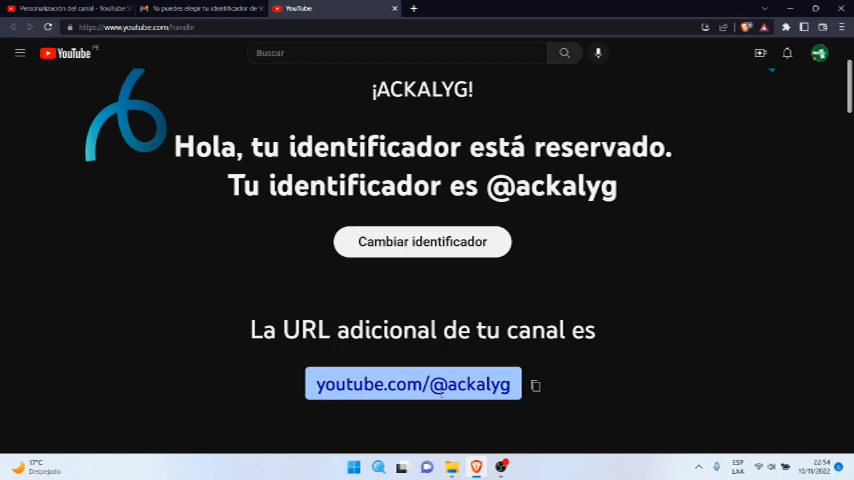 Personalización del canal - YouTube St
Ya puedes elegir tu identificador de Yo
YouTube
https://www.youtube.com/handle
YouTube PE
Buscar
¡ACKALYG!
Hola, tu identificador está reservado.
Tu identificador es @ackalyg
Cambiar identificador
La URL adicional de tu canal es
youtube.com/@ackalyg
17°C
Despejado
ESP
LAA
22:54
10/11/2022